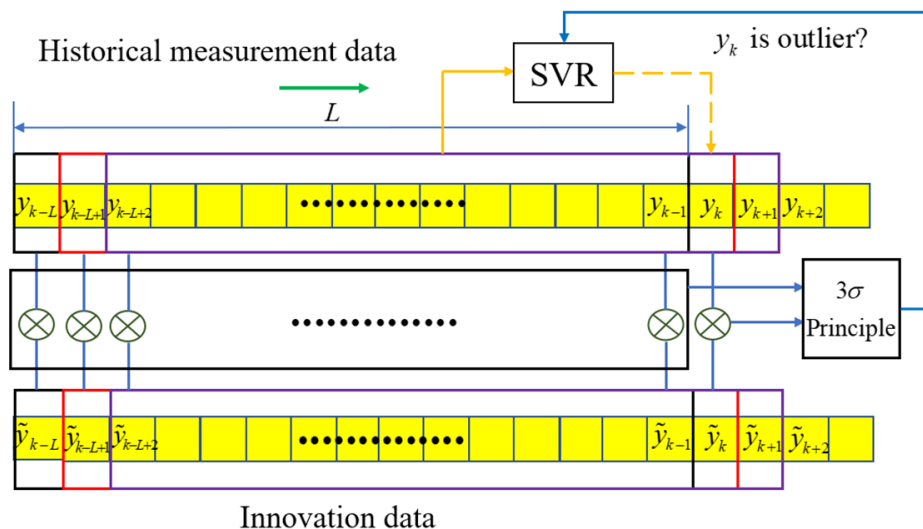 Historical measurement data
SVR
y_k is outlier?
L
y_{k-L} y_{k-L+1} y_{k-L+2} ●●●●●●●●●●●●● y_{k-1} y_k y_{k+1} y_{k+2}
●●●●●●●●●●●●●
3σ
Principle
ỹ_{k-L} ỹ_{k-L+1} ỹ_{k-L+2} ●●●●●●●●●●●●● ỹ_{k-1} ỹ_k ỹ_{k+1} ỹ_{k+2}
Innovation data